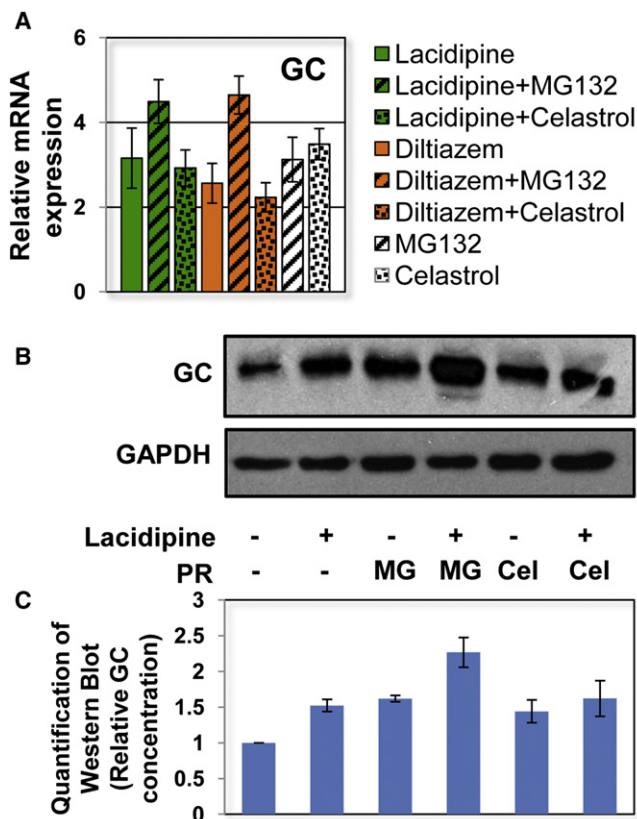 A
6
4
2
0
Relative mRNA
expression
GC
Lacidipine
Lacidipine+MG132
Lacidipine+Celastrol
Diltiazem
Diltiazem+MG132
Diltiazem+Celastrol
MG132
Celastrol
B
GC
GAPDH
Lacidipine - + - + - +
PR - - MG MG Cel Cel
C
Quantification of
Western Blot
(Relative GC
concentration)
3
2.5
2
1.5
1
0.5
0